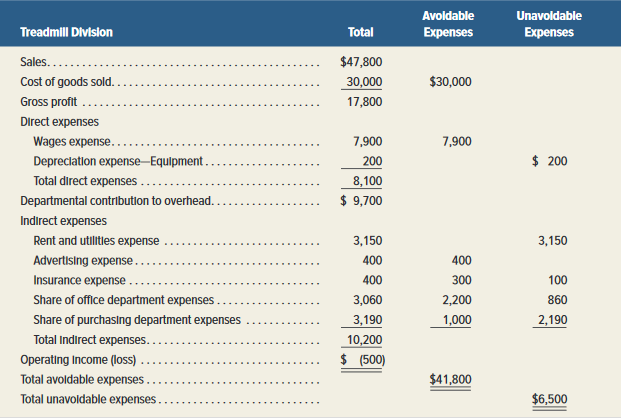 Avoidable Unavoidable
Treadmill Division Total Expenses Expenses
Sales. . . . . . . . . . . . . . . . . . . . . . . . . . . . . . . . . . . . . . . . . . . . . $47,800
Cost of goods sold. . . . . . . . . . . . . . . . . . . . . . . . . . . . . . . . . . 30,000 $30,000
Gross profit . . . . . . . . . . . . . . . . . . . . . . . . . . . . . . . . . . . . . . . 17,800
Direct expenses
Wages expense. . . . . . . . . . . . . . . . . . . . . . . . . . . . . . . . . . 7,900 7,900
Depreciation expense—Equipment . . . . . . . . . . . . . . . . . . . 200 $ 200
Total direct expenses . . . . . . . . . . . . . . . . . . . . . . . . . . . . . 8,100
Departmental contribution to overhead. . . . . . . . . . . . . . . . . . $ 9,700
Indirect expenses
Rent and utilities expense . . . . . . . . . . . . . . . . . . . . . . . . . . 3,150 3,150
Advertising expense . . . . . . . . . . . . . . . . . . . . . . . . . . . . . . 400 400
Insurance expense . . . . . . . . . . . . . . . . . . . . . . . . . . . . . . . 400 300 100
Share of office department expenses . . . . . . . . . . . . . . . . . 3,060 2,200 860
Share of purchasing department expenses . . . . . . . . . . . . 3,190 1,000 2,190
Total indirect expenses. . . . . . . . . . . . . . . . . . . . . . . . . . . . 10,200
Operating income (loss) . . . . . . . . . . . . . . . . . . . . . . . . . . . . . $ (500)
Total avoidable expenses . . . . . . . . . . . . . . . . . . . . . . . . . . . . $41,800
Total unavoidable expenses . . . . . . . . . . . . . . . . . . . . . . . . . . $6,500